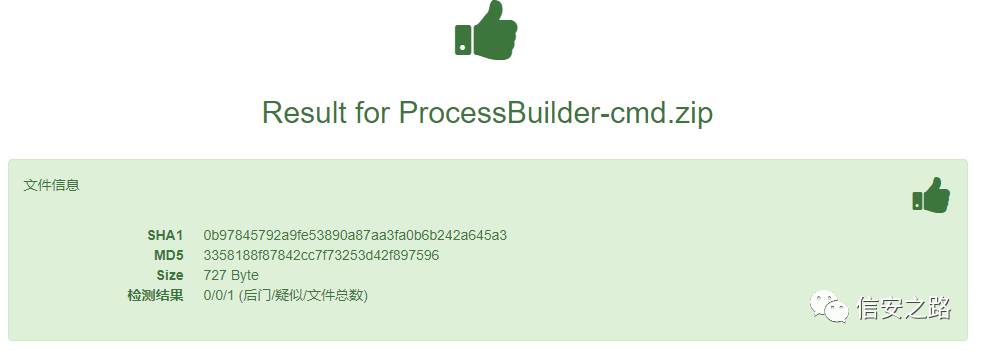 Result for ProcessBuilder-cmd.zip
文件信息
SHA1 0b97845792a9fe53890a87aa3fa0b6b242a645a3
MD5 3358188f87842cc7f73253d42f897596
Size 727 Byte
检测结果 0/0/1 (后门/疑似/文件总数)
信安之路